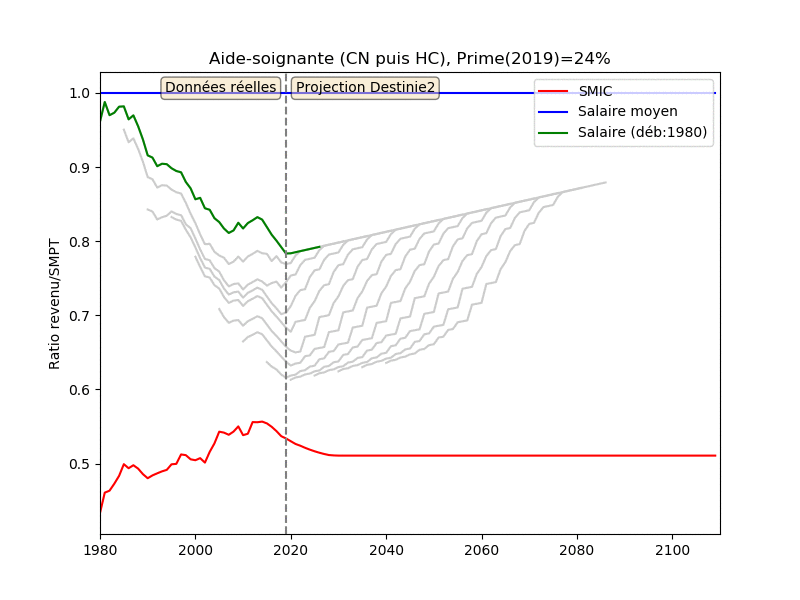 Aide-soignante (CN puis HC), Prime(2019)=24%
Données réelles
Projection Destinie2
SMIC
Salaire moyen
Salaire (déb:1980)
Ratio revenu/SMPT
1.0
0.9
0.8
0.7
0.6
0.5
1980
2000
2020
2040
2060
2080
2100